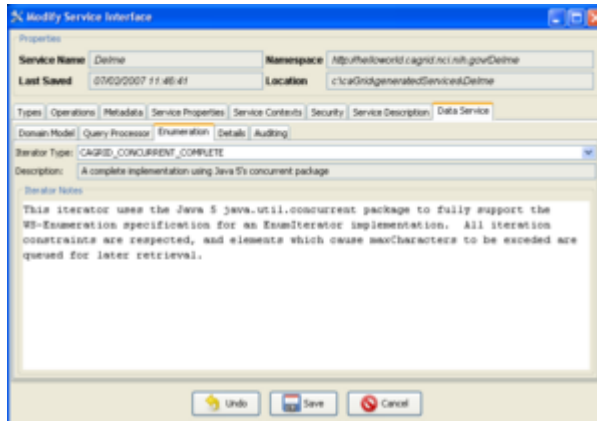 Modify Service Interface
Properties
Service Name Delme Namespace http://helloworld.cagrid.nci.nih.gov/Delme
Last Saved 07/02/2007 11:46:41 Location c:\caGrid\generatedServices\Delme
Types Operations Metadata Service Properties Service Contexts Security Service Description Data Service
Domain Model Query Processor Enumeration Details Auditing
Iterator Type: CAGRID_CONCURRENT_COMPLETE
Description: A complete implementation using Java 5's concurrent package
Iterator Notes
This iterator uses the Java 5 java.util.concurrent package to fully support the
WS-Enumeration specification for an EnumIterator implementation. All iteration
constraints are respected, and elements which cause maxCharacters to be exceded are
queued for later retrieval.
Undo Save Cancel